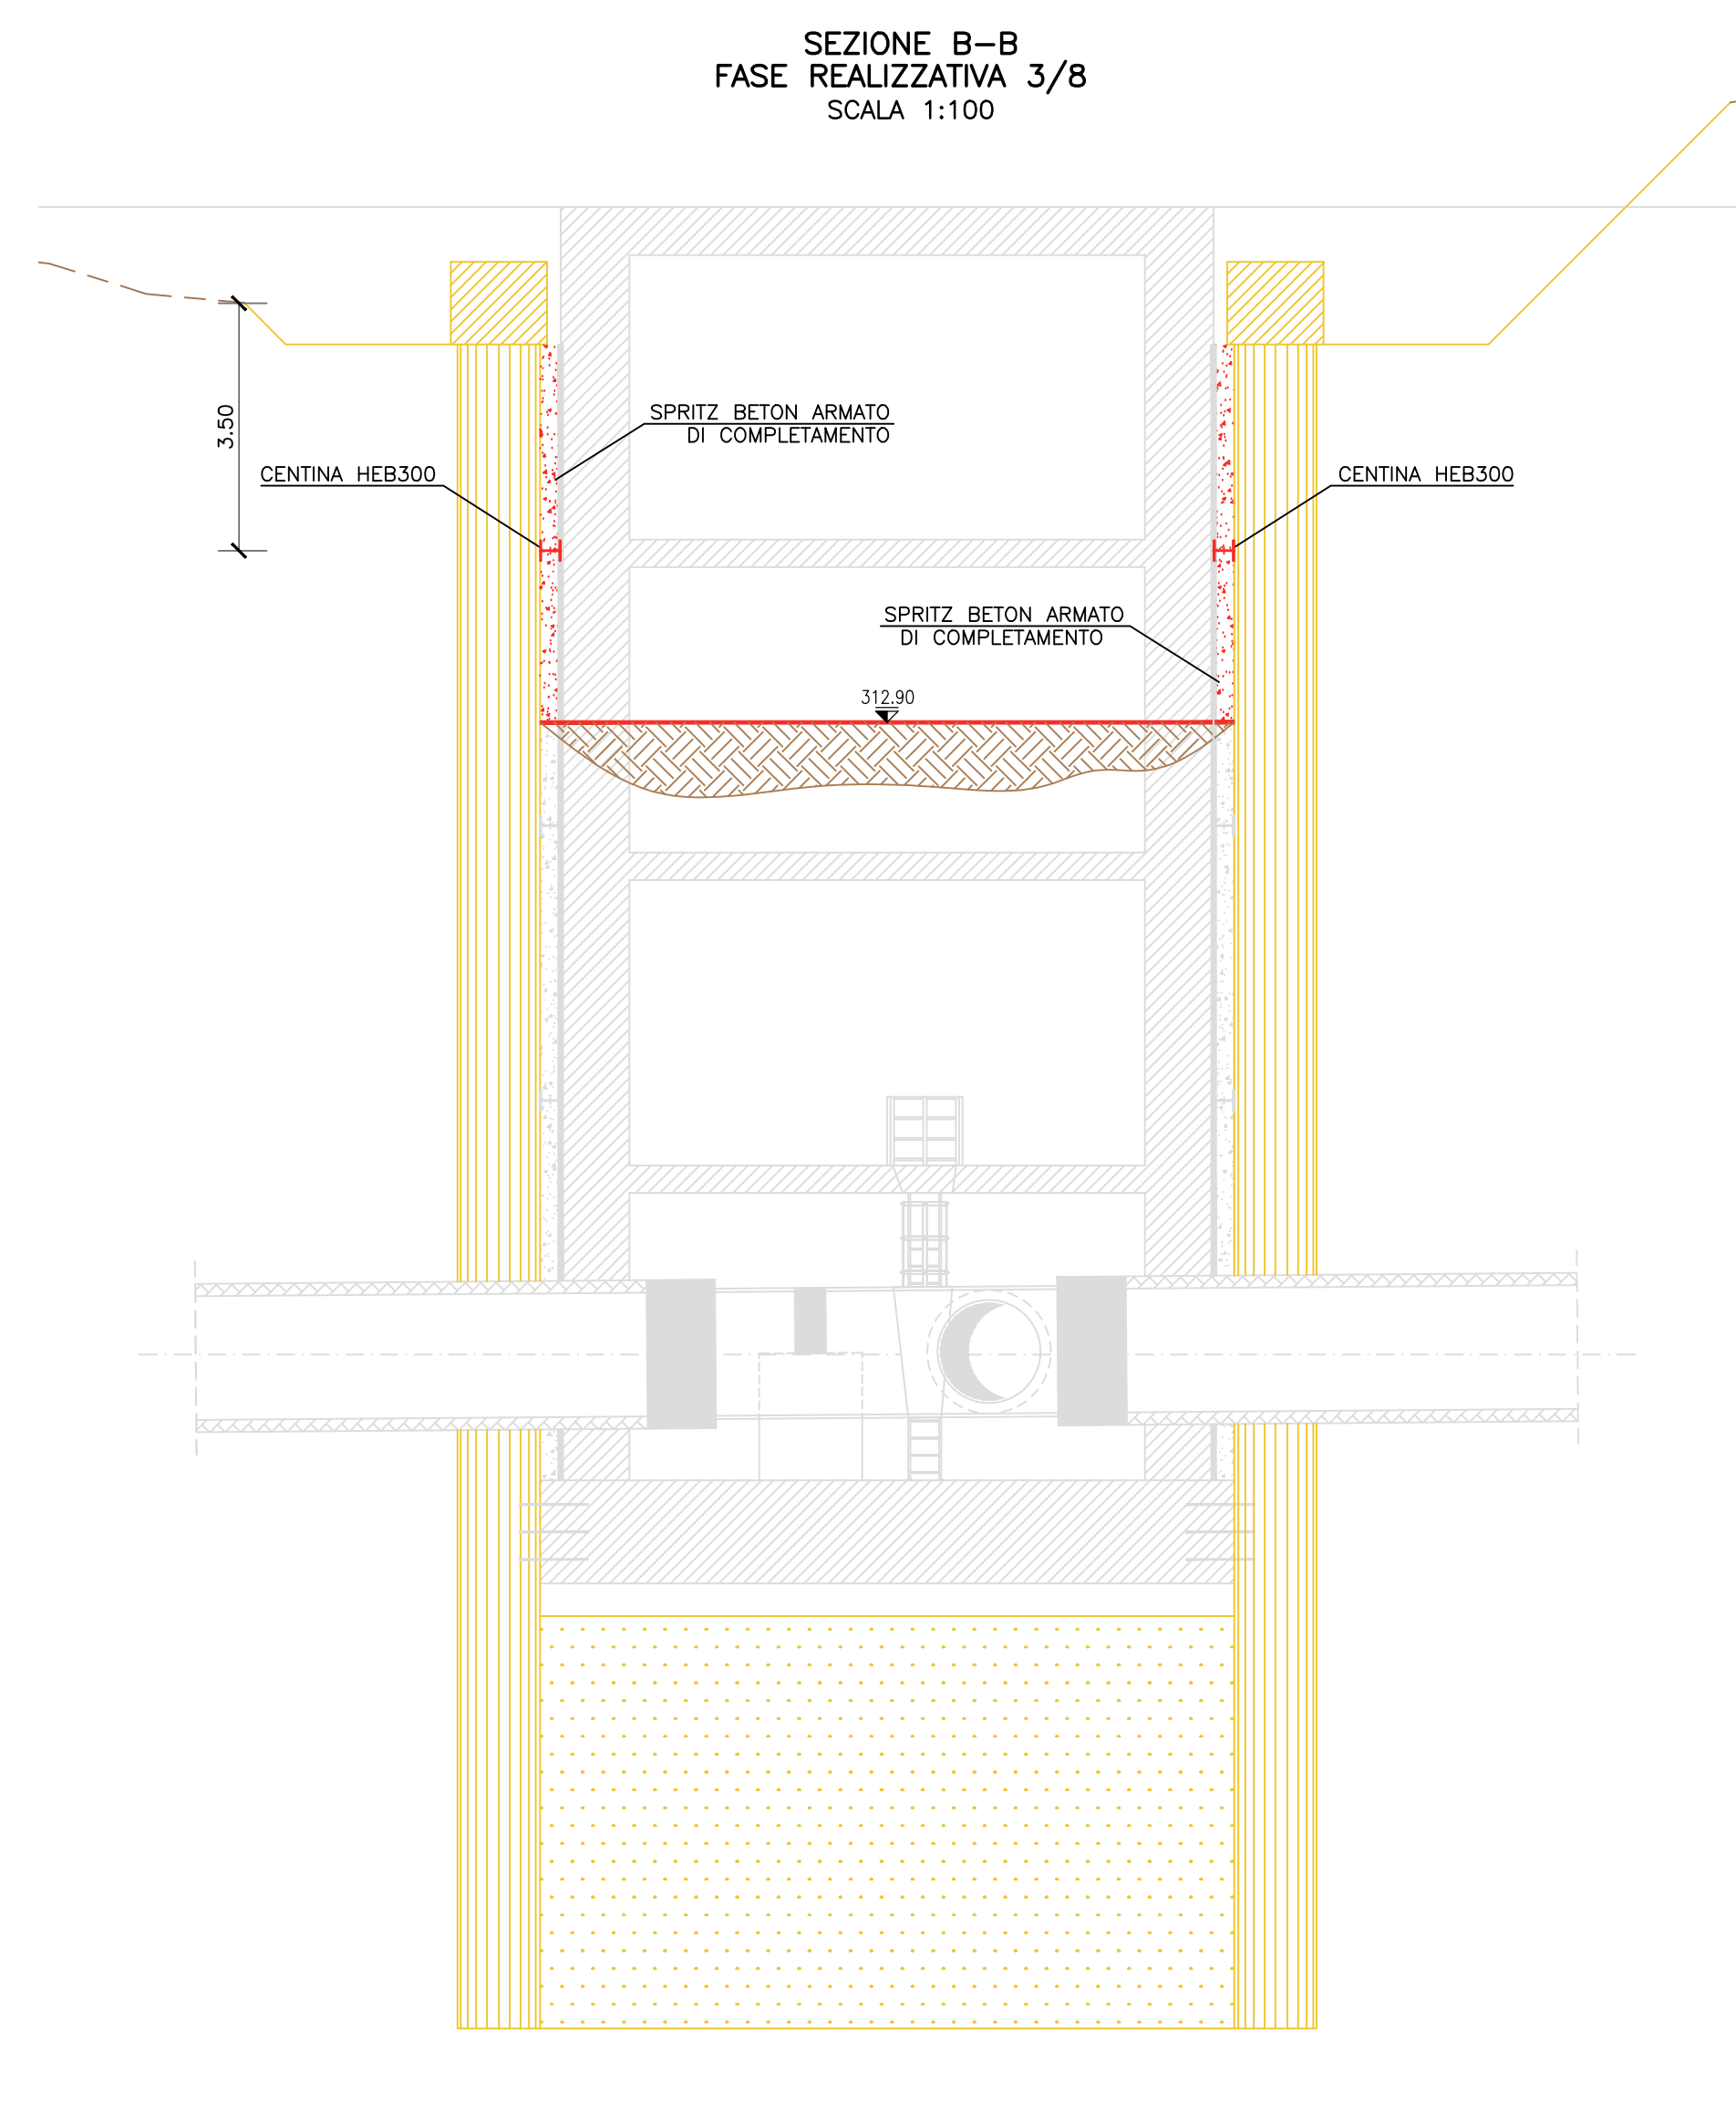 SEZIONE B-B
FASE REALIZZATIVA 3/8
SCALA 1:100
SPRITZ BETON ARMATO
DI COMPLETAMENTO
3.50
CENTINA HEB300
CENTINA HEB300
SPRITZ BETON ARMATO
DI COMPLETAMENTO
312.90